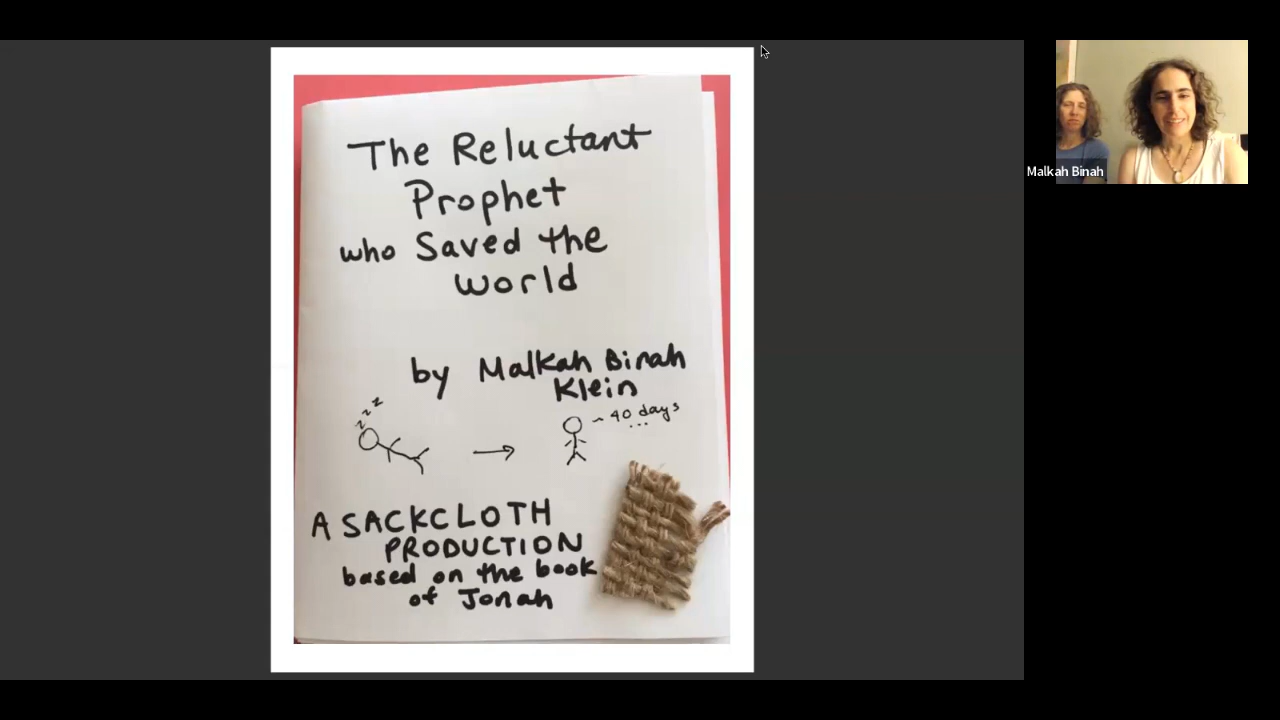 The Reluctant
Prophet
who Saved the
world
by Malkah Binah
Klein
z z z
~ 40 days
...
A SACKCLOTH
PRODUCTION
based on the book
of Jonah
Malkah Binah